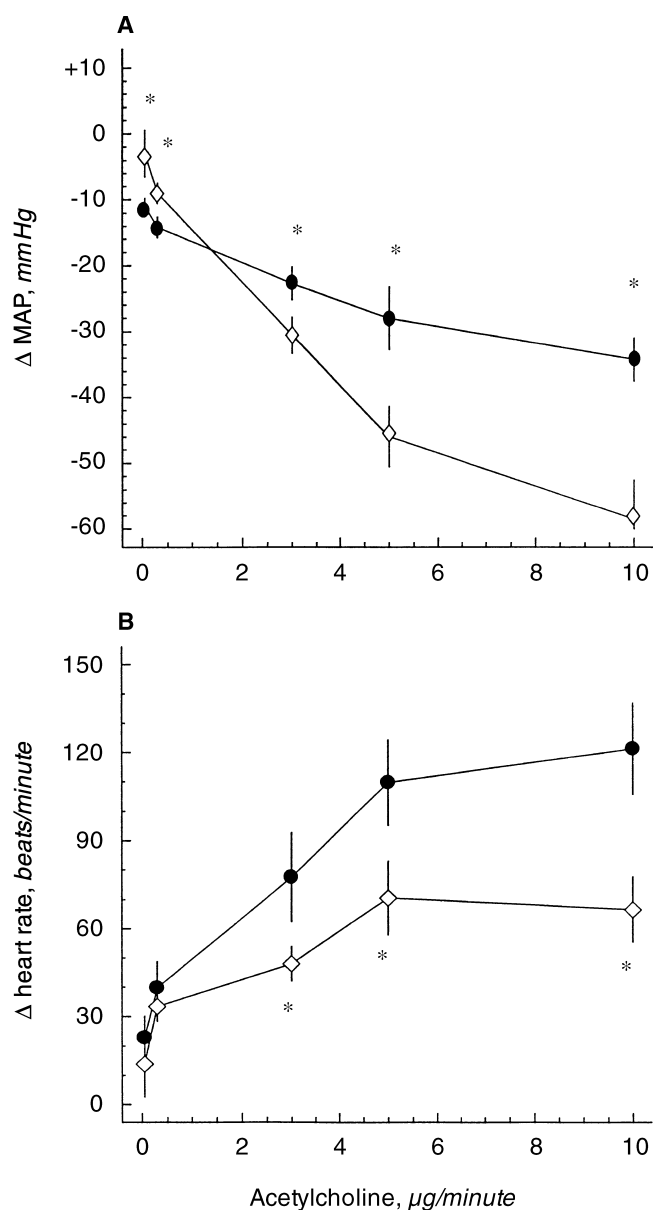 A
+10
0
-10
-20
-30
-40
-50
-60
Δ MAP, mmHg
* * * * *
0 2 4 6 8 10
B
150
120
90
60
30
0
Δ heart rate, beats/minute
* * *
0 2 4 6 8 10
Acetylcholine, µg/minute